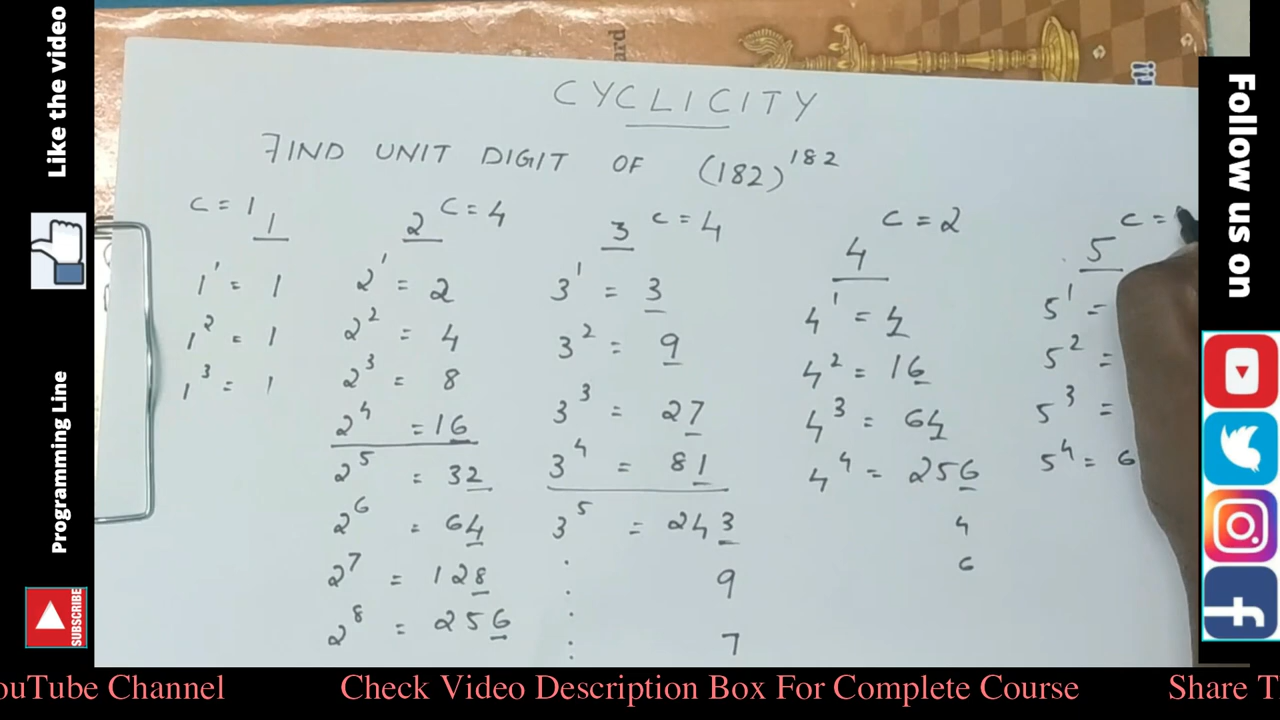 Like the video
Programming Line
SUBSCRIBE
Follow us on
ard
!!!
CYCLICITY
FIND UNIT DIGIT OF (182)^182
C = 1 1
1^1 = 1
1^2 = 1
1^3 = 1
2 C = 4
2^1 = 2
2^2 = 4
2^3 = 8
2^4 = 16
2^5 = 32
2^6 = 64
2^7 = 128
2^8 = 256
3 C = 4
3^1 = 3
3^2 = 9
3^3 = 27
3^4 = 81
3^5 = 243
9
7
4 C = 2
4^1 = 4
4^2 = 16
4^3 = 64
4^4 = 256
4
6
5 C =
5^1 =
5^2 =
5^3 =
5^4 = 6
ouTube Channel Check Video Description Box For Complete Course Share T